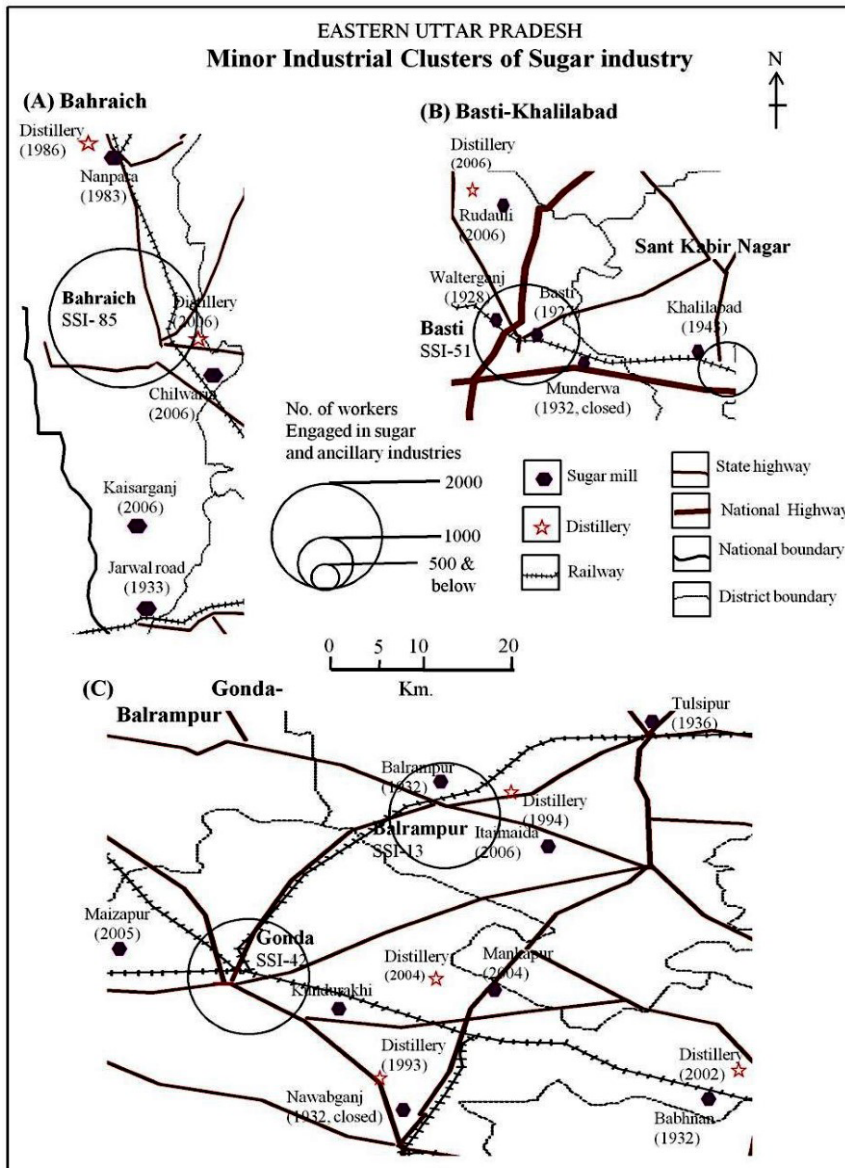 EASTERN UTTAR PRADESH
Minor Industrial Clusters of Sugar industry
N
(A) Bahraich
Distillery
(1986)
Nanpara
(1983)
Bahraich
SSI- 85
Distillery
(2006)
Chilwaria
(2006)
Kaisarganj
(2006)
Jarwal road
(1933)
(B) Basti-Khalilabad
Distillery
(2006)
Rudauli
(2006)
Sant Kabir Nagar
Walterganj
(1928)
Basti
Khalilabad
Basti
SSI-51
Munderwa
(1932, closed)
No. of workers
Engaged in sugar
and ancillary industries
2000
1000
500 &
below
Sugar mill
Distillery
Railway
State highway
National Highway
National boundary
District boundary
0 5 10 20
Km.
(C) Gonda-
Balrampur
Tulsipur
(1936)
Balrampur
(1932)
Distillery
(1994)
Balrampur
SSI-13
Itaimaida
(2006)
Maizapur
(2005)
Gonda
SSI-42
Distillery
(2004)
Mankapur
(2004)
Kundurakhi
Distillery
(1993)
Nawabganj
(1932, closed)
Distillery
(2002)
Babhnan
(1932)